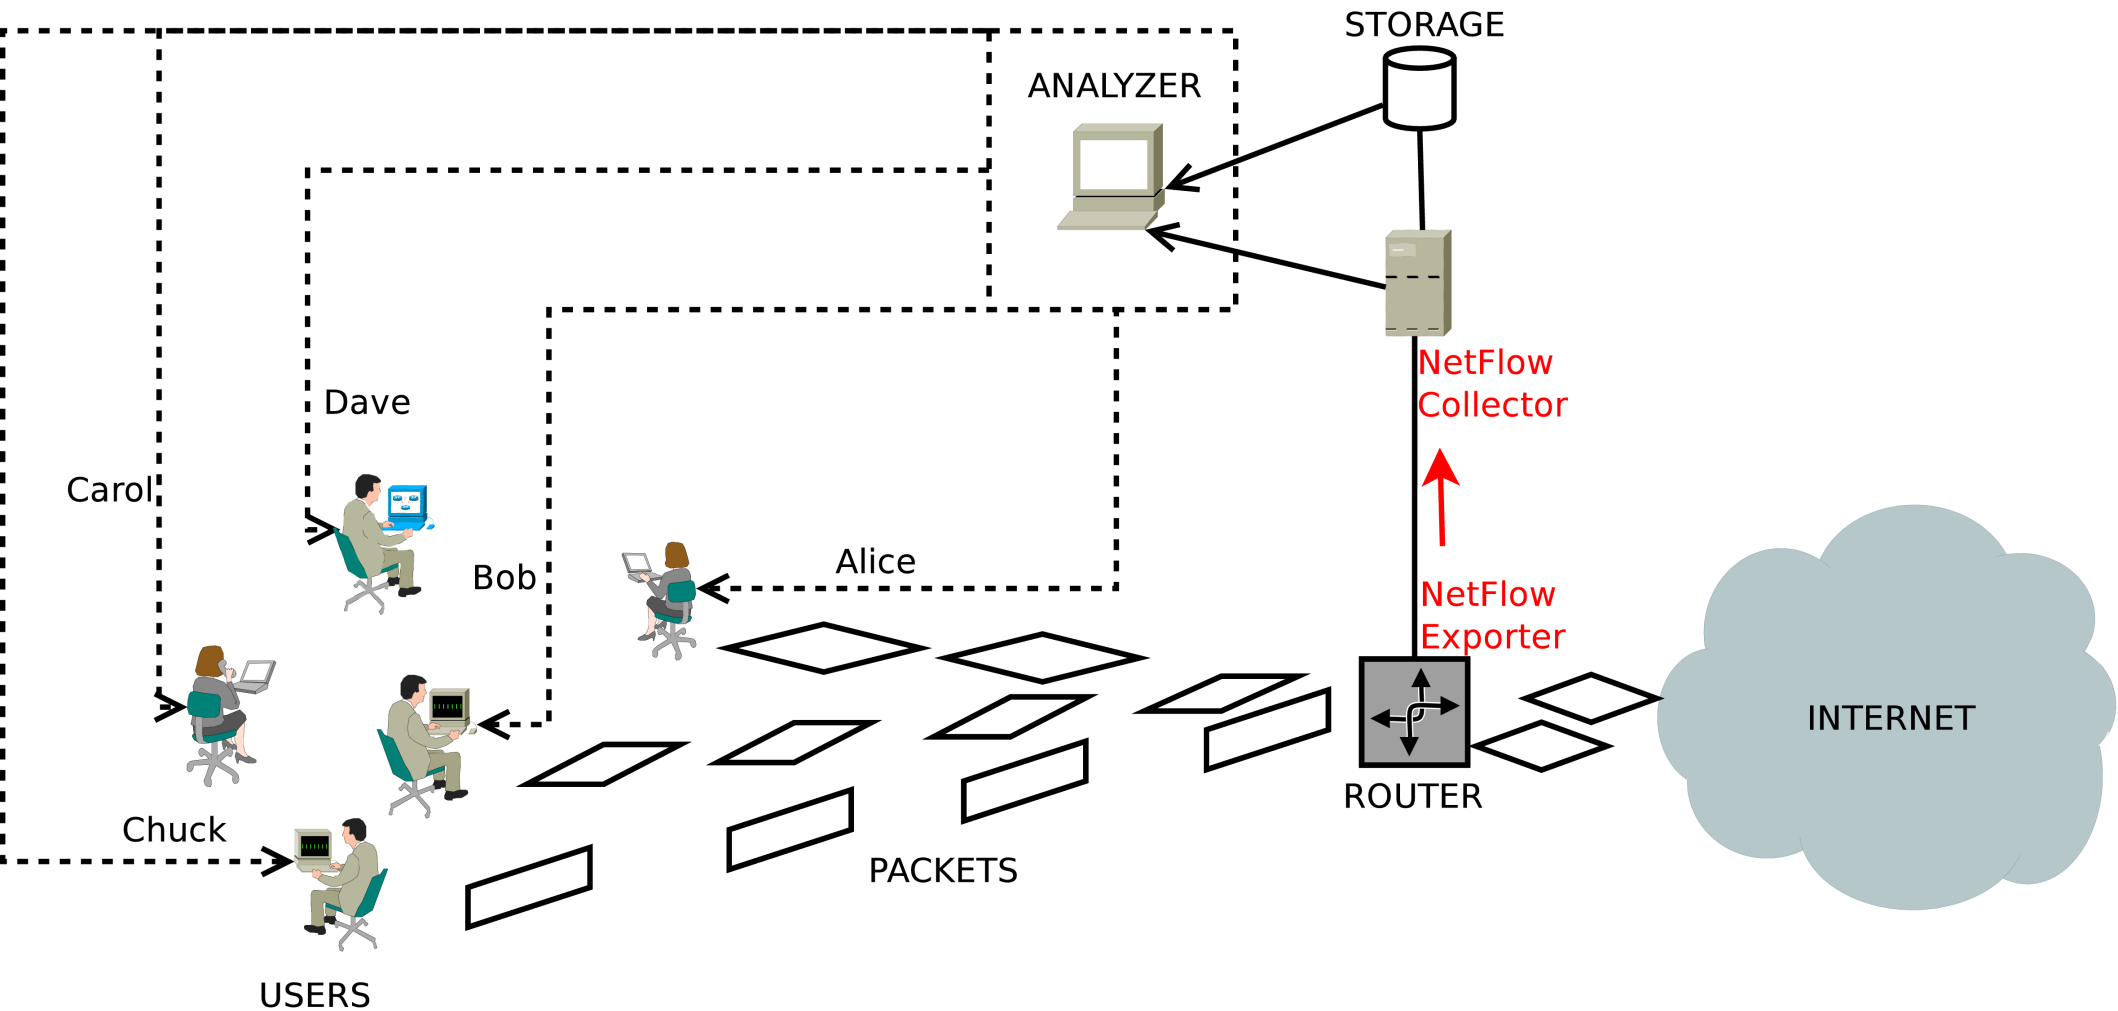 STORAGE
ANALYZER
NetFlow
Collector
Dave
Carol
Alice
Bob
NetFlow
Exporter
INTERNET
ROUTER
Chuck
PACKETS
USERS